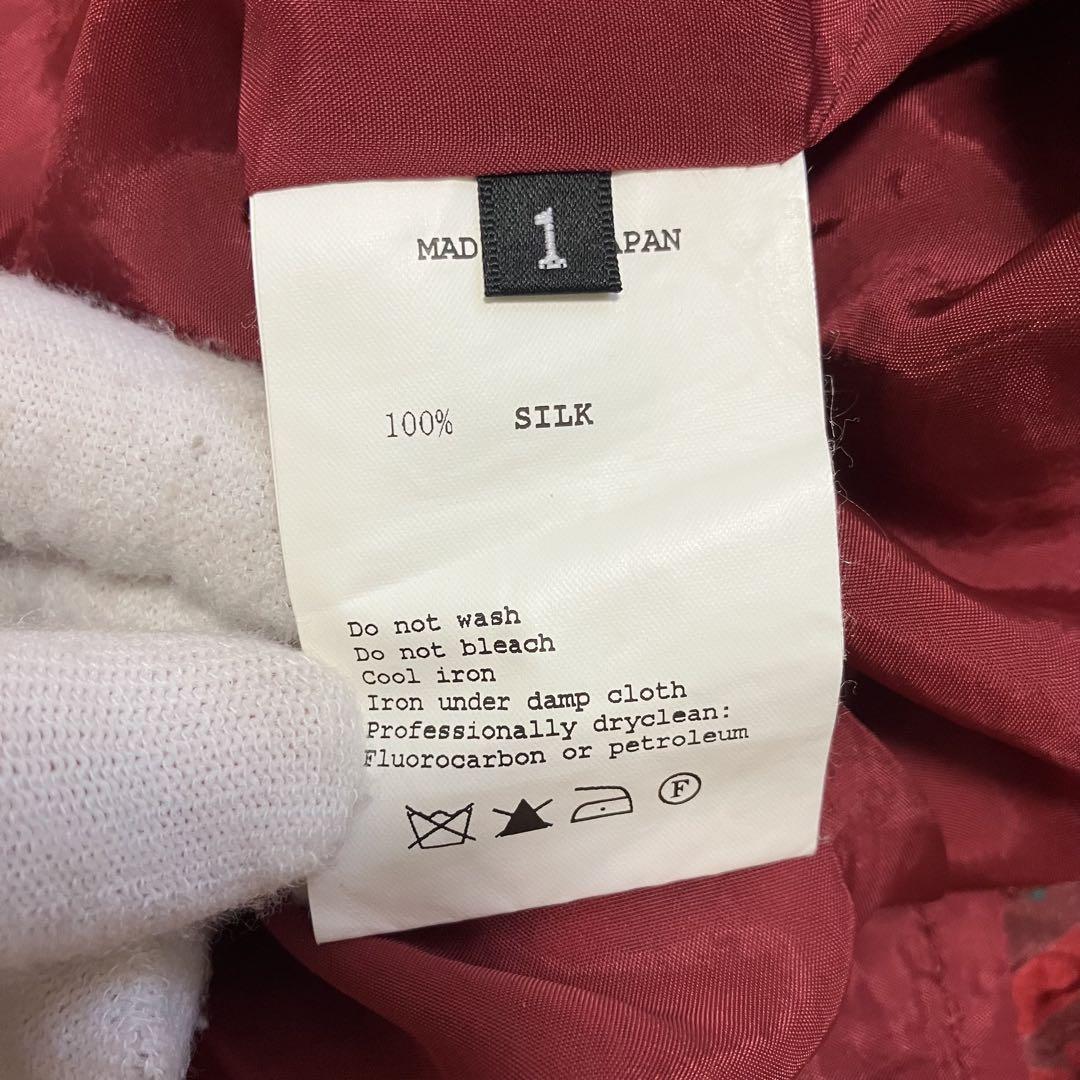 MAD 1 APAN
100% SILK
Do not wash
Do not bleach
Cool iron
Iron under damp cloth
Professionally dryclean:
Fluorocarbon or petroleum
F